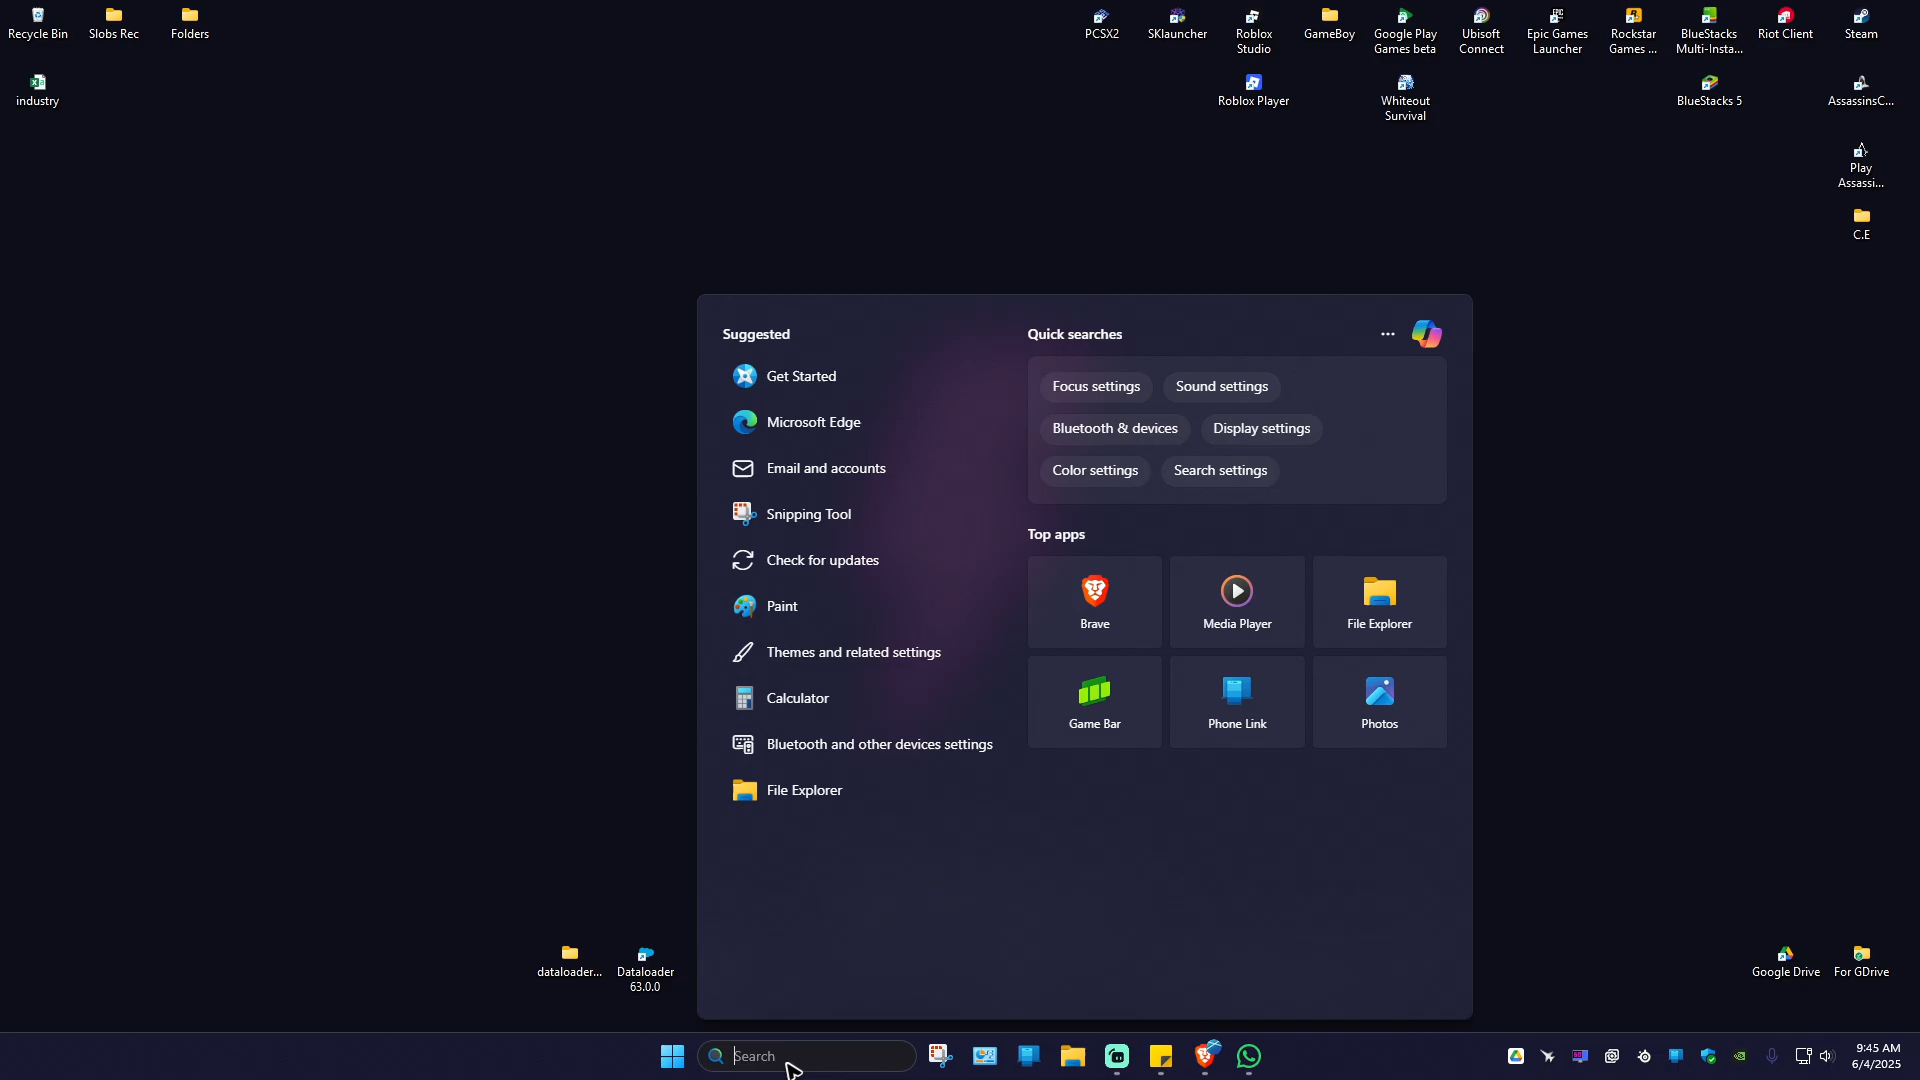 Recycle Bin
Slobs Rec
Folders
industry
PCSX2
SKlauncher
Roblox
Studio
GameBoy
Google Play
Games beta
Ubisoft
Connect
Epic Games
Launcher
Rockstar
Games ...
BlueStacks
Multi-Insta...
Riot Client
Steam
Roblox Player
Whiteout
Survival
BlueStacks 5
AssassinsC...
Play
Assassi...
C.E
Suggested
Get Started
Microsoft Edge
Email and accounts
Snipping Tool
Check for updates
Paint
Themes and related settings
Calculator
Bluetooth and other devices settings
File Explorer
Quick searches
Focus settings
Sound settings
Bluetooth & devices
Display settings
Color settings
Search settings
Top apps
Brave
Media Player
File Explorer
Game Bar
Phone Link
Photos
dataloader...
Dataloader
63.0.0
Google Drive
For GDrive
Search
9:45 AM
6/4/2025